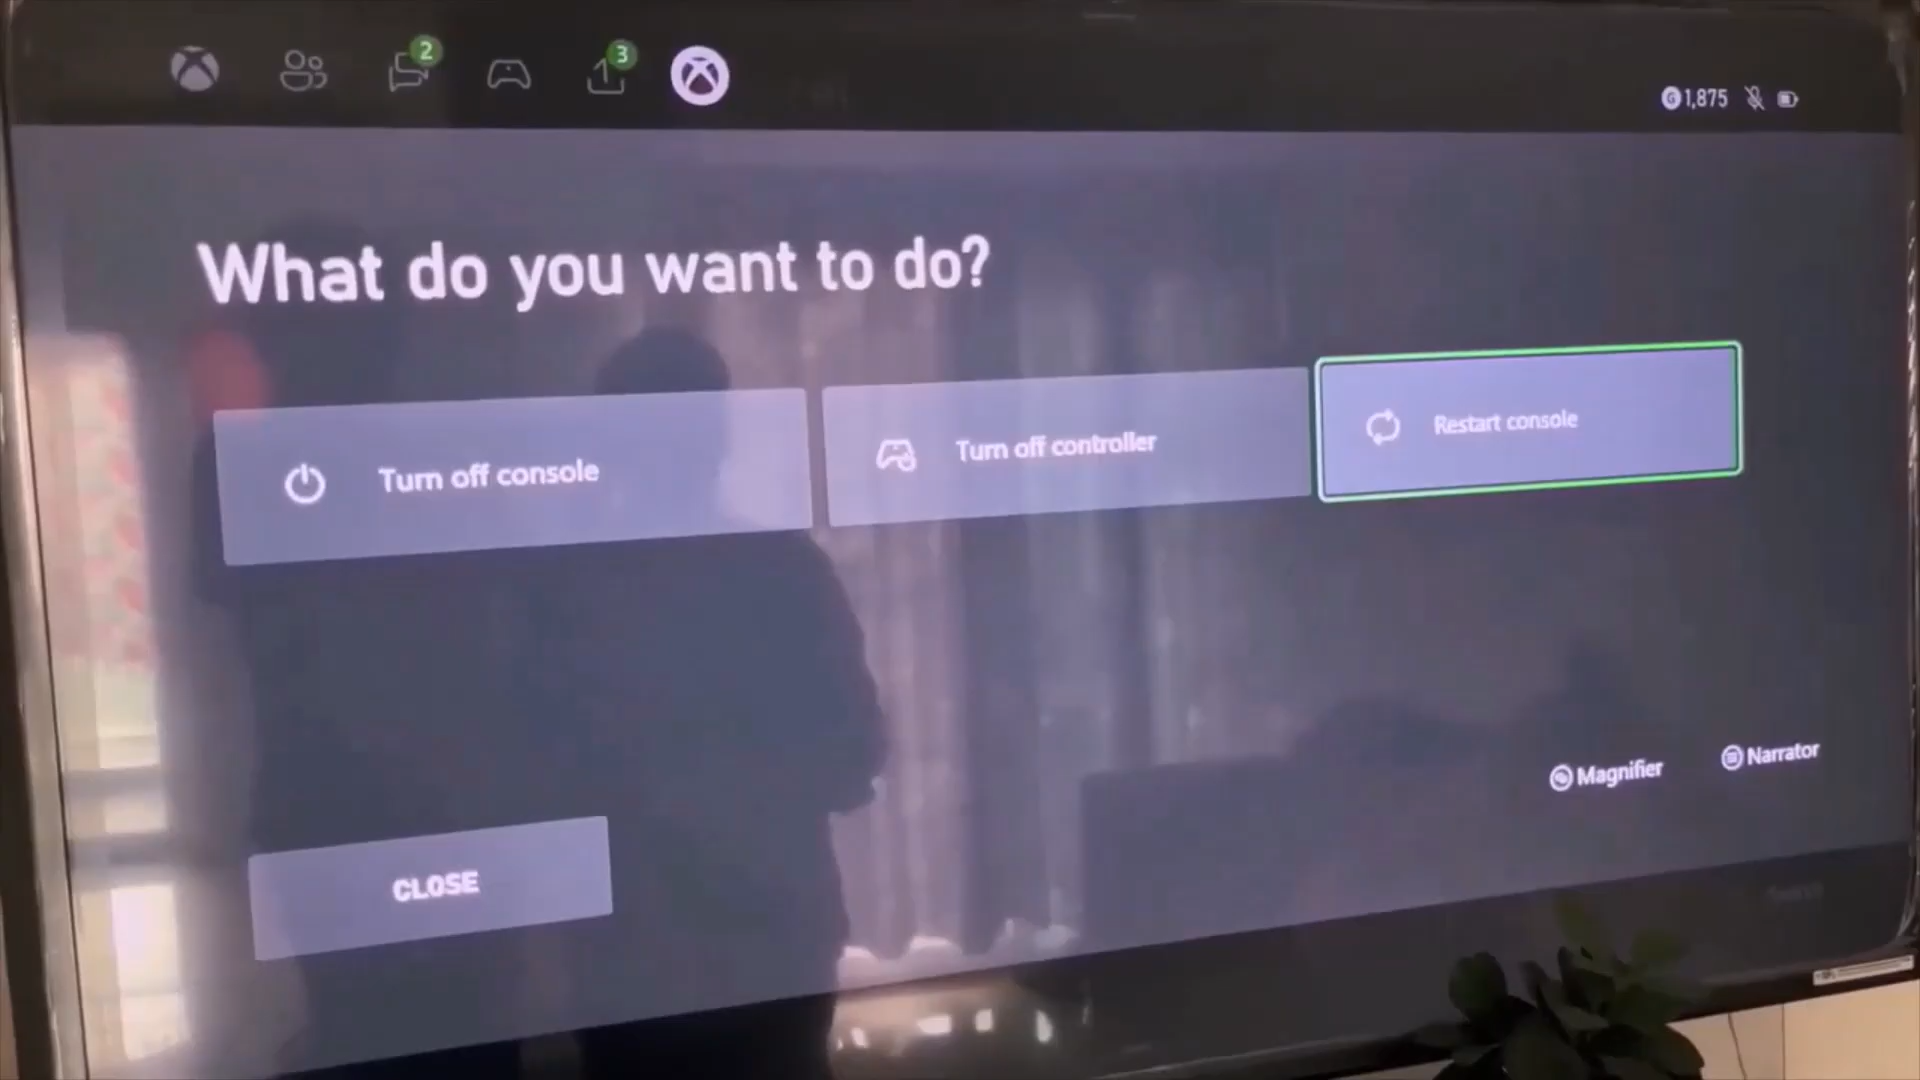 2
3
1,875
What do you want to do?
Turn off console
Turn off controller
Restart console
Magnifier
Narrator
CLOSE